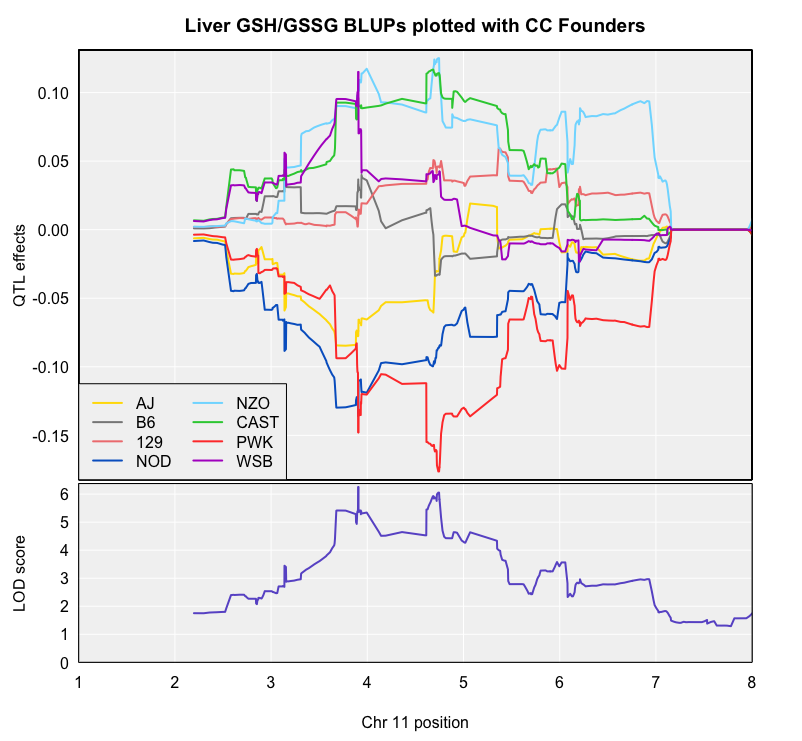 Liver GSH/GSSG BLUPs plotted with CC Founders
QTL effects
0.10
0.05
0.00
-0.05
-0.10
-0.15
AJ
B6
129
NOD
NZO
CAST
PWK
WSB
LOD score
6
5
4
3
2
1
0
1 2 3 4 5 6 7 8
Chr 11 position